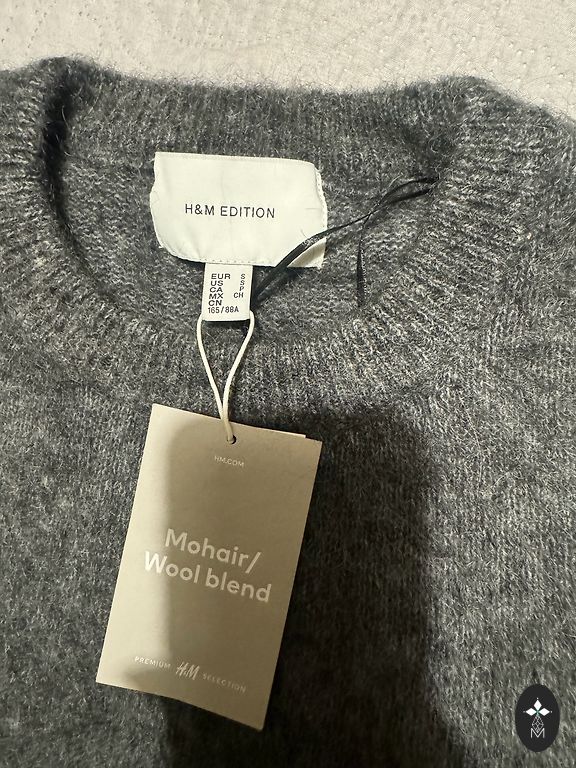 H&M EDITION
EUR S
US S
CA P
MX CH
CN
165/88A
HM.COM
Mohair/
Wool blend
PREMIUM H&M SELECTION
M